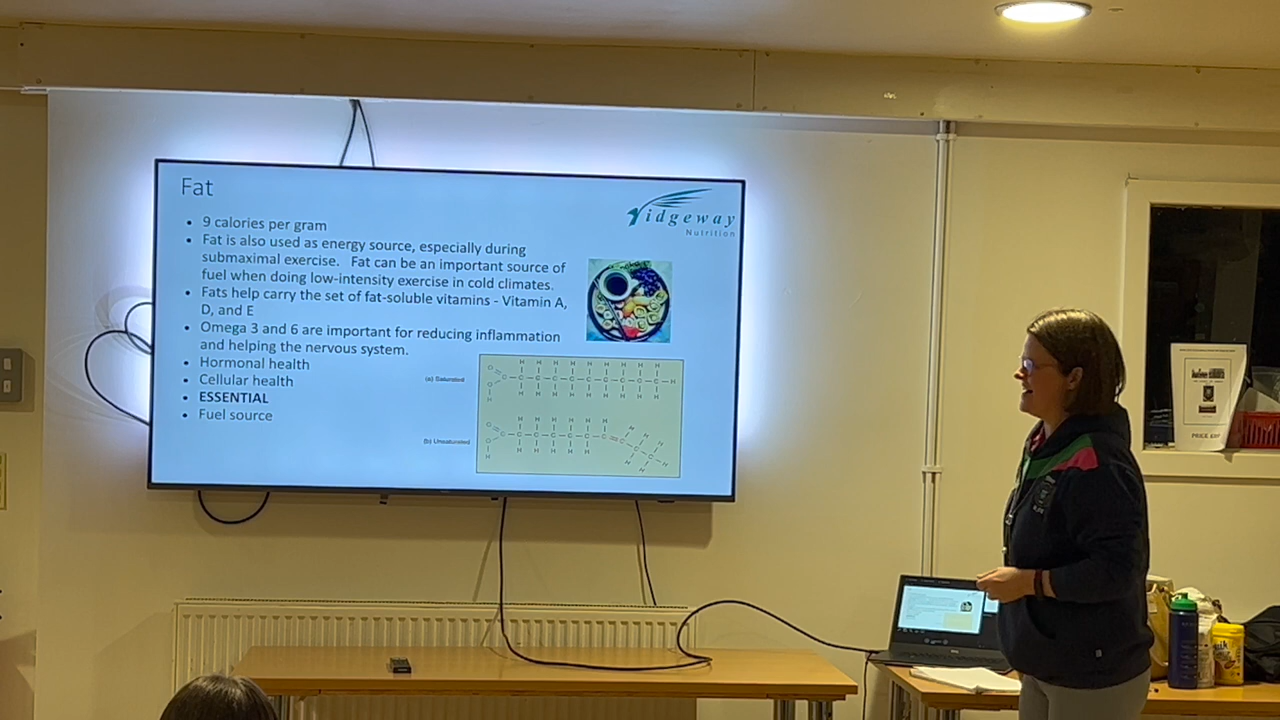 Fat
Ridgeway
Nutrition
• 9 calories per gram
• Fat is also used as energy source, especially during
submaximal exercise. Fat can be an important source of
fuel when doing low-intensity exercise in cold climates.
• Fats help carry the set of fat-soluble vitamins - Vitamin A,
D, and E
• Omega 3 and 6 are important for reducing inflammation
and helping the nervous system.
• Hormonal health
• Cellular health
• ESSENTIAL
• Fuel source
(a) Saturated
(b) Unsaturated